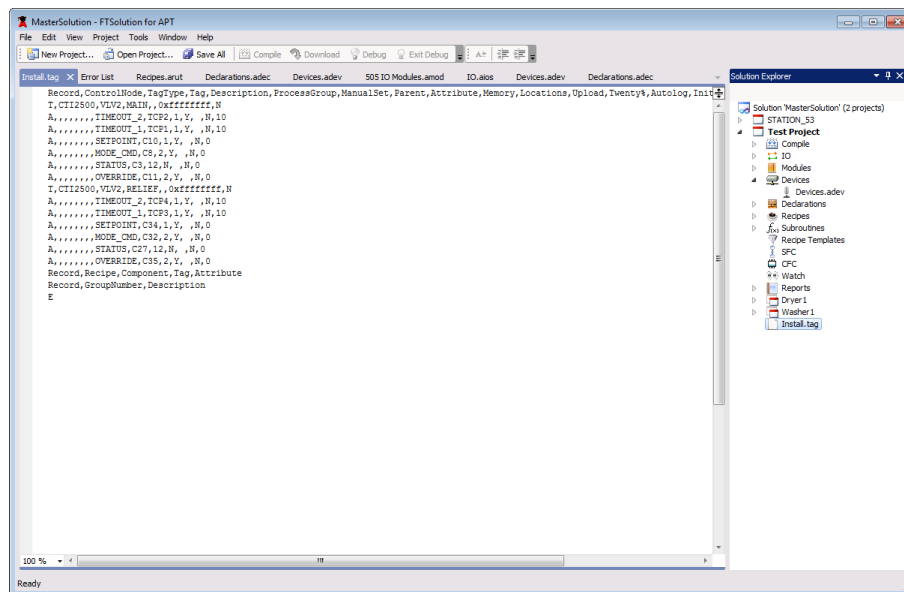 MasterSolution - FTSolution for APT
File Edit View Project Tools Window Help
New Project... Open Project... Save All Compile Download Debug Exit Debug A±
Install.tag × Error List Recipes.arut Declarations.adec Devices.adev 505 IO Modules.amod IO.aios Devices.adev Declarations.adec
Record,ControlNode,TagType,Tag,Description,ProcessGroup,ManualSet,Parent,Attribute,Memory,Locations,Upload,Twenty%,Autolog,Init
T,CTI2500,VLV2,MAIN,,0xffffffff,N
A,,,,,,,TIMEOUT_2,TCP2,1,Y, ,N,10
A,,,,,,,TIMEOUT_1,TCP1,1,Y, ,N,10
A,,,,,,,SETPOINT,C10,1,Y, ,N,0
A,,,,,,,MODE_CMD,C8,2,Y, ,N,0
A,,,,,,,STATUS,C3,12,N, ,N,0
A,,,,,,,OVERRIDE,C11,2,Y, ,N,0
T,CTI2500,VLV2,RELIEF,,0xffffffff,N
A,,,,,,,TIMEOUT_2,TCP4,1,Y, ,N,10
A,,,,,,,TIMEOUT_1,TCP3,1,Y, ,N,10
A,,,,,,,SETPOINT,C34,1,Y, ,N,0
A,,,,,,,MODE_CMD,C32,2,Y, ,N,0
A,,,,,,,STATUS,C27,12,N, ,N,0
A,,,,,,,OVERRIDE,C35,2,Y, ,N,0
Record,Recipe,Component,Tag,Attribute
Record,GroupNumber,Description
E
100 %
Solution Explorer
Solution 'MasterSolution' (2 projects)
STATION_53
Test Project
Compile
IO
Modules
Devices
Devices.adev
Declarations
Recipes
f(x) Subroutines
Recipe Templates
SFC
CFC
Watch
Reports
Dryer1
Washer1
Install.tag
Ready